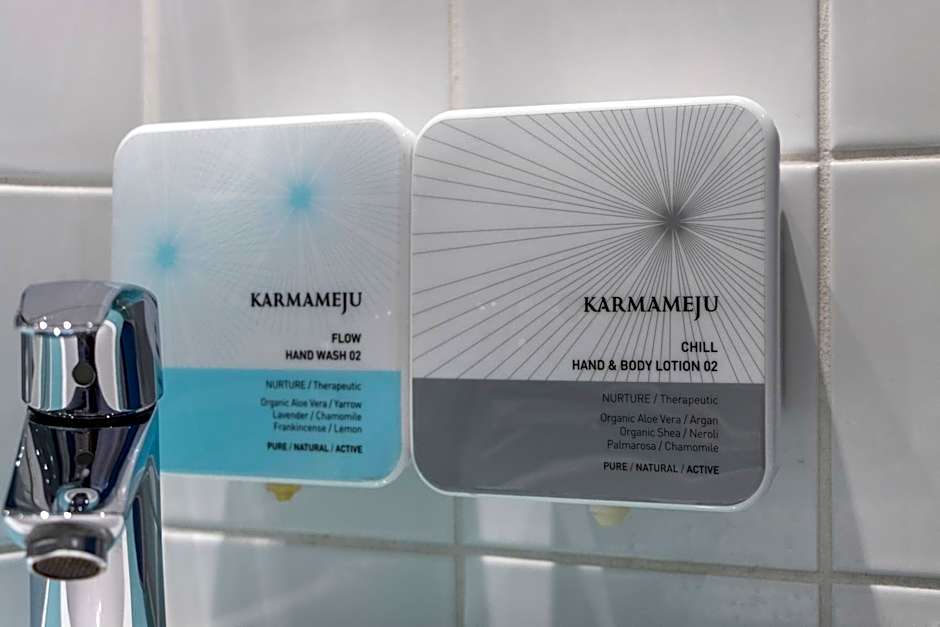 KARMAMEJU
FLOW
HAND WASH 02
NURTURE / Therapeutic
Organic Aloe Vera / Yarrow
Lavender / Chamomile
Frankincense / Lemon
PURE / NATURAL / ACTIVE
KARMAMEJU
CHILL
HAND & BODY LOTION 02
NURTURE / Therapeutic
Organic Aloe Vera / Argan
Organic Shea / Neroli
Palmarosa / Chamomile
PURE / NATURAL / ACTIVE